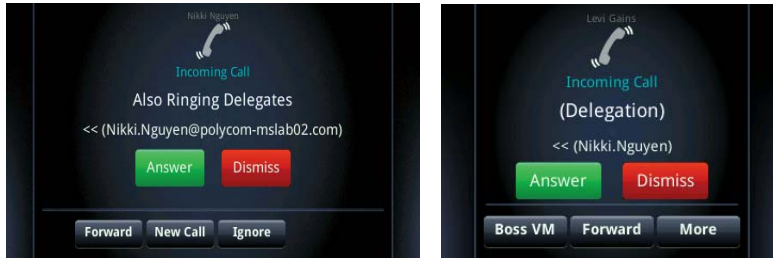 Nikki Nguyen
Incoming Call
Also Ringing Delegates
<< (Nikki.Nguyen@polycom-mslab02.com)
Answer Dismiss
Forward New Call Ignore
Levi Gains
Incoming Call
(Delegation)
<< (Nikki.Nguyen)
Answer Dismiss
Boss VM Forward More